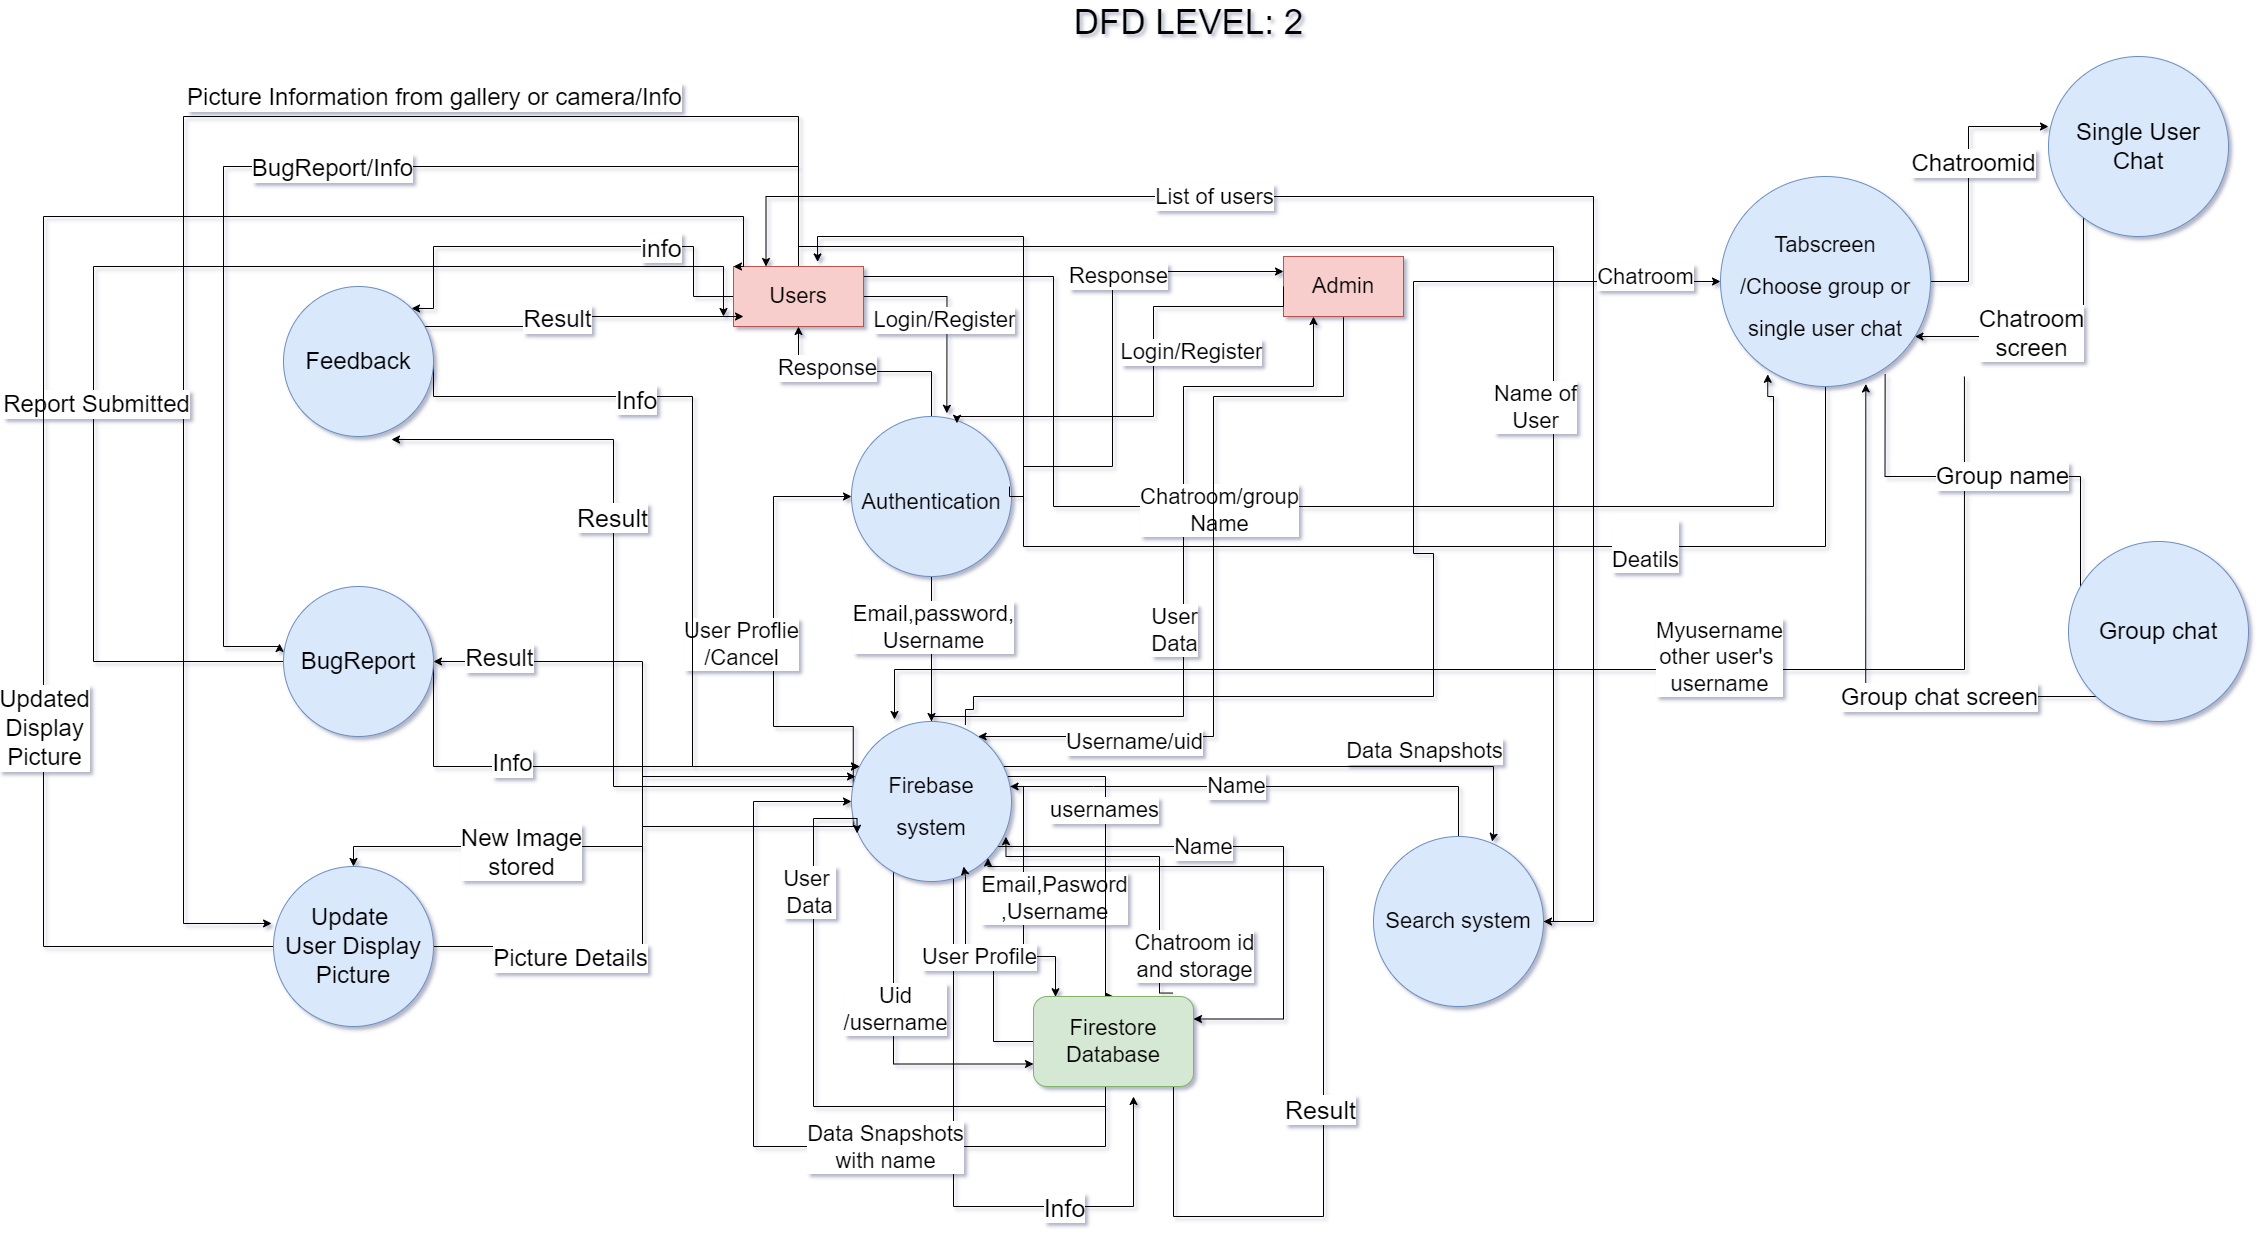 DFD LEVEL: 2
Picture Information from gallery or camera/Info
BugReport/Info
List of users
info
Users
Response
Admin
Chatroom
Tabscreen
/Choose group or
single user chat
Chatroomid
Single User
Chat
Chatroom
screen
Feedback
Result
Login/Register
Response
Login/Register
Report Submitted
Info
Name of
User
Result
Authentication
Chatroom/group
Name
Group name
Deatils
Email,password,
Username
User Proflie
/Cancel
User
Data
Myusername
other user's
username
Group chat
Group chat screen
BugReport
Result
Updated
Display
Picture
Info
Username/uid
Data Snapshots
Firebase
system
Name
usernames
Name
New Image
stored
User
Data
Email,Pasword
,Username
Update
User Display
Picture
Picture Details
User Profile
Chatroom id
and storage
Search system
Uid
/username
Firestore
Database
Result
Data Snapshots
with name
Info